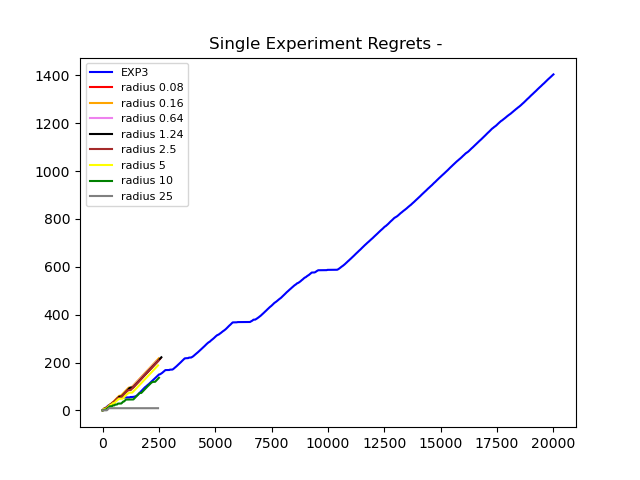 Single Experiment Regrets -
EXP3
radius 0.08
radius 0.16
radius 0.64
radius 1.24
radius 2.5
radius 5
radius 10
radius 25
1400
1200
1000
800
600
400
200
0
0 2500 5000 7500 10000 12500 15000 17500 20000